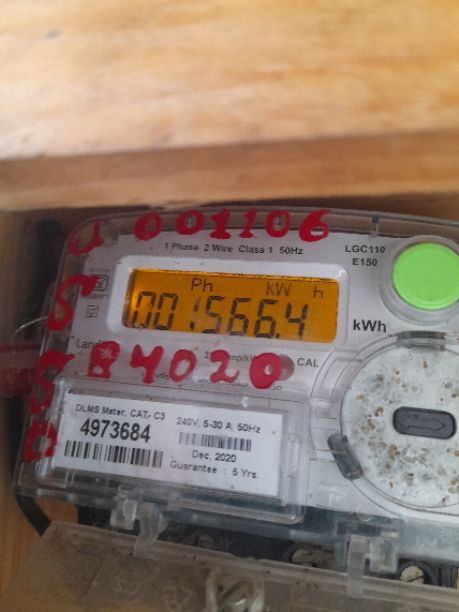 U 001106
1 Phase 2 Wire Class 1 50Hz
LGC110
E150
Ph kW h
001566.4
kWh
CAL
84020
DLMS Meter, CAT,- C3
4973684
240V, 5-30 A, 50Hz
Dec, 2020
Guarantee : 5 Yrs.